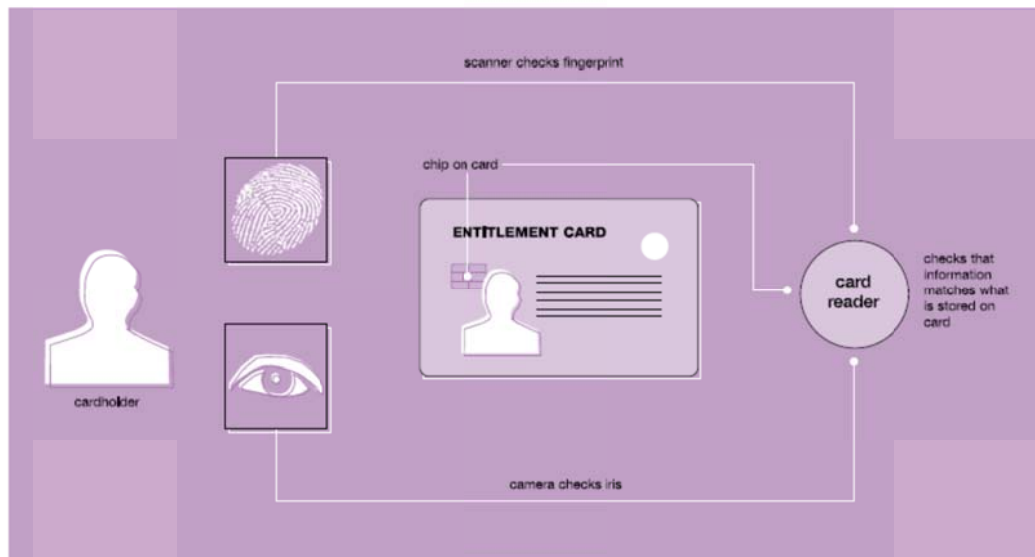 scanner checks fingerprint
chip on card
ENTITLEMENT CARD
card
reader
checks that
information
matches what
is stored on
card
cardholder
camera checks iris